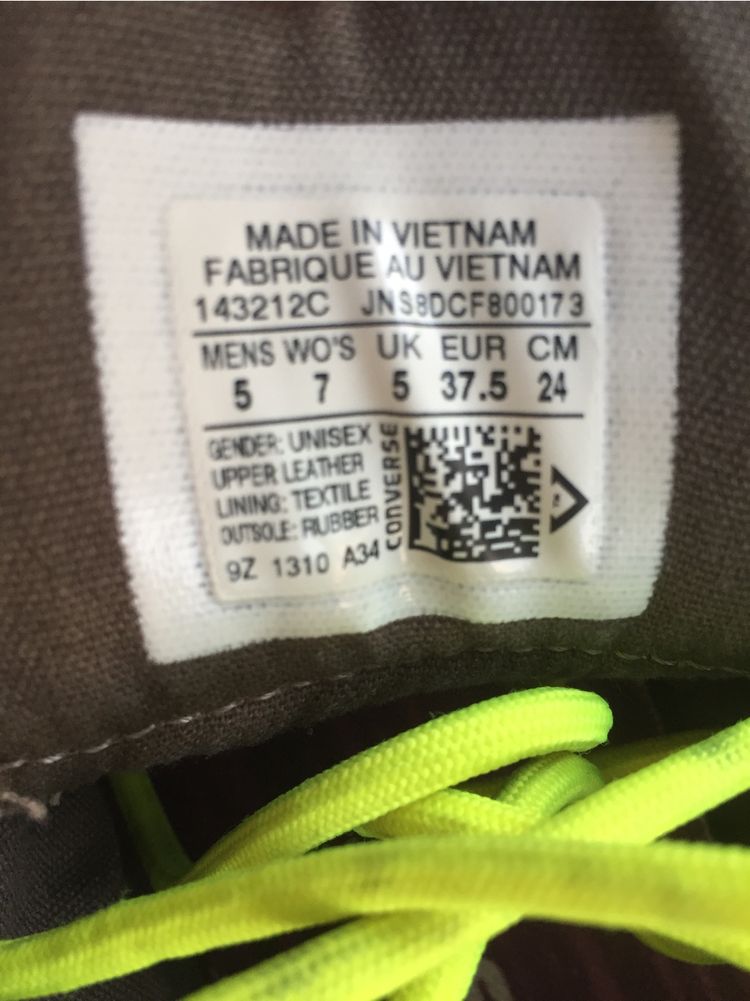 MADE IN VIETNAM
FABRIQUE AU VIETNAM
143212C JNS8DCF800173
MENS WO'S UK EUR CM
5 7 5 37.5 24
GENDER: UNISEX
UPPER LEATHER
LINING: TEXTILE
OUTSOLE: RUBBER
9Z 1310 A34
CONVERSE